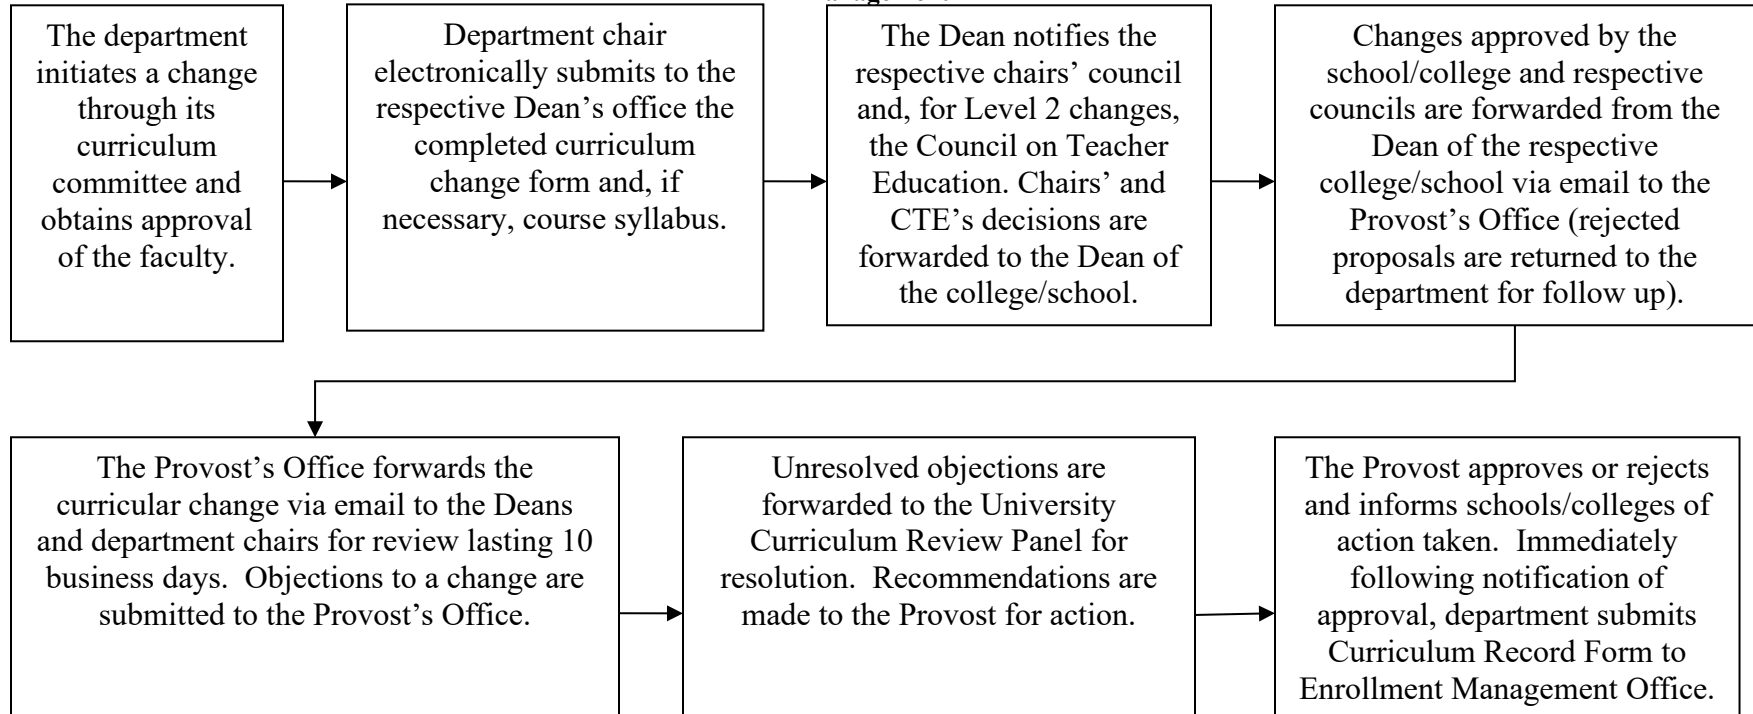 The department
initiates a change
through its
curriculum
committee and
obtains approval
of the faculty.
Department chair
electronically submits to the
respective Dean’s office the
completed curriculum
change form and, if
necessary, course syllabus.
The Dean notifies the
respective chairs’ council
and, for Level 2 changes,
the Council on Teacher
Education. Chairs’ and
CTE’s decisions are
forwarded to the Dean of
the college/school.
Changes approved by the
school/college and respective
councils are forwarded from the
Dean of the respective
college/school via email to the
Provost’s Office (rejected
proposals are returned to the
department for follow up).
The Provost’s Office forwards the
curricular change via email to the Deans
and department chairs for review lasting 10
business days.  Objections to a change are
submitted to the Provost’s Office.
Unresolved objections are
forwarded to the University
Curriculum Review Panel for
resolution.  Recommendations are
made to the Provost for action.
The Provost approves or rejects
and informs schools/colleges of
action taken.  Immediately
following notification of
approval, department submits
Curriculum Record Form to
Enrollment Management Office.